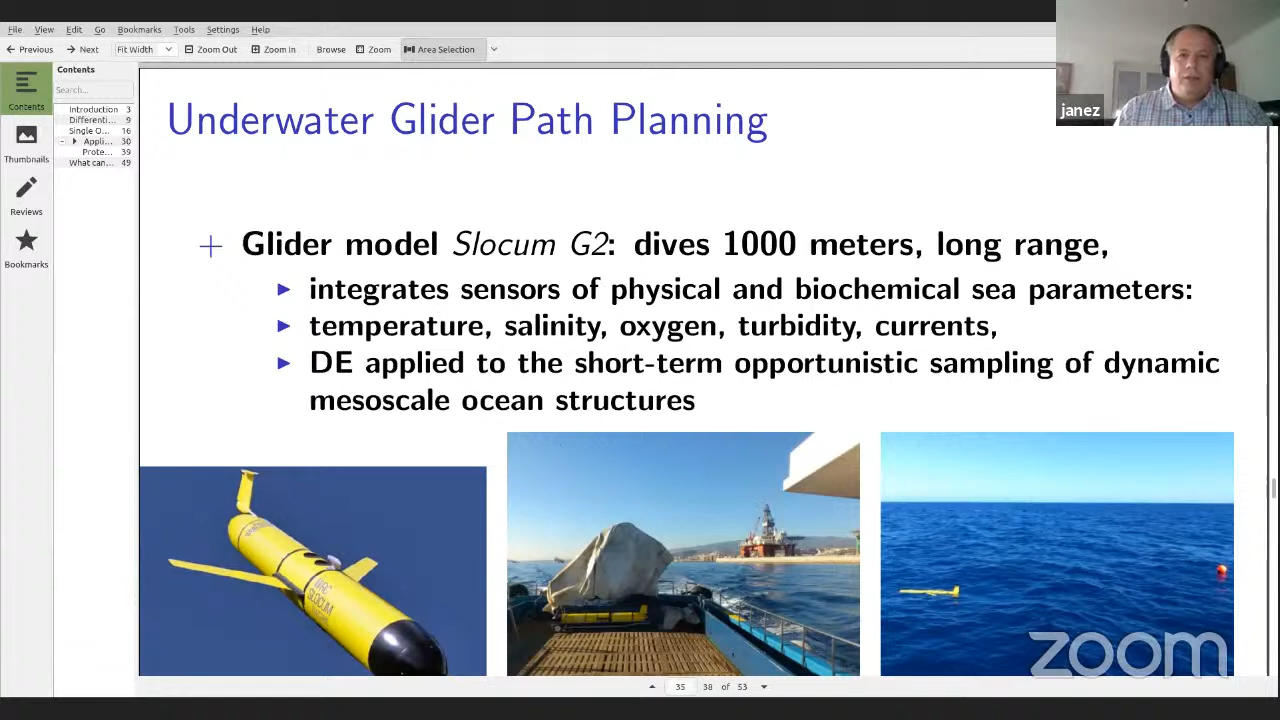 File View Edit Go Bookmarks Tools Settings Help
Previous Next Fit Width Zoom Out Zoom In Browse Zoom Area Selection
Contents
Search...
Introduction 3
Differenti... 9
Single O... 16
Appli... 30
Prote... 39
What can... 49
Contents
Thumbnails
Reviews
Bookmarks
janez
Underwater Glider Path Planning
Glider model Slocum G2: dives 1000 meters, long range,
integrates sensors of physical and biochemical sea parameters:
temperature, salinity, oxygen, turbidity, currents,
DE applied to the short-term opportunistic sampling of dynamic
mesoscale ocean structures
SLOCUM
zoom
35 38 of 53